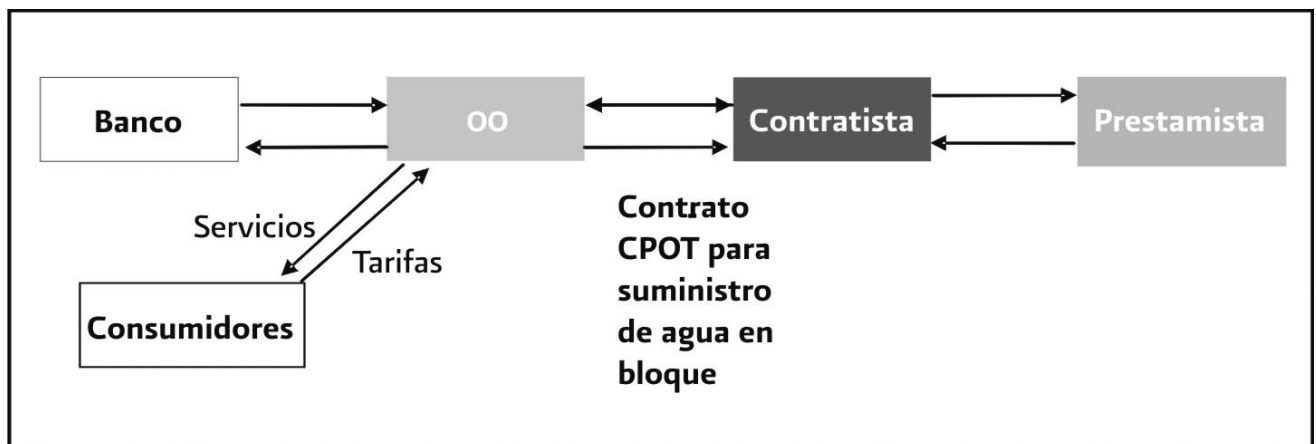 Banco
OO
Contratista
Prestamista
Servicios
Tarifas
Consumidores
Contrato
CPOT para
suministro
de agua en
bloque